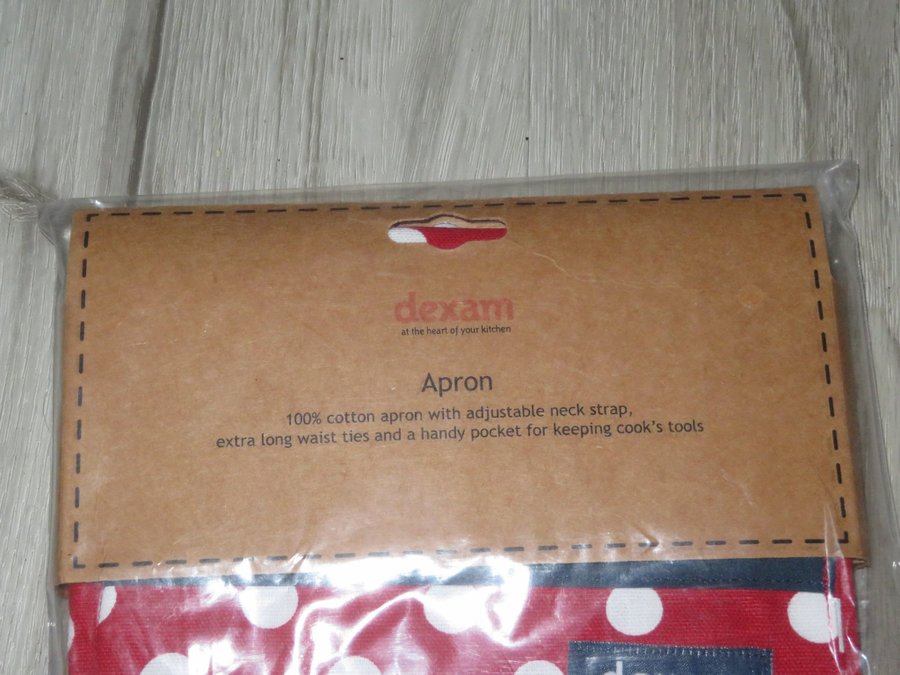 dexam
at the heart of your kitchen
Apron
100% cotton apron with adjustable neck strap,
extra long waist ties and a handy pocket for keeping cook's tools